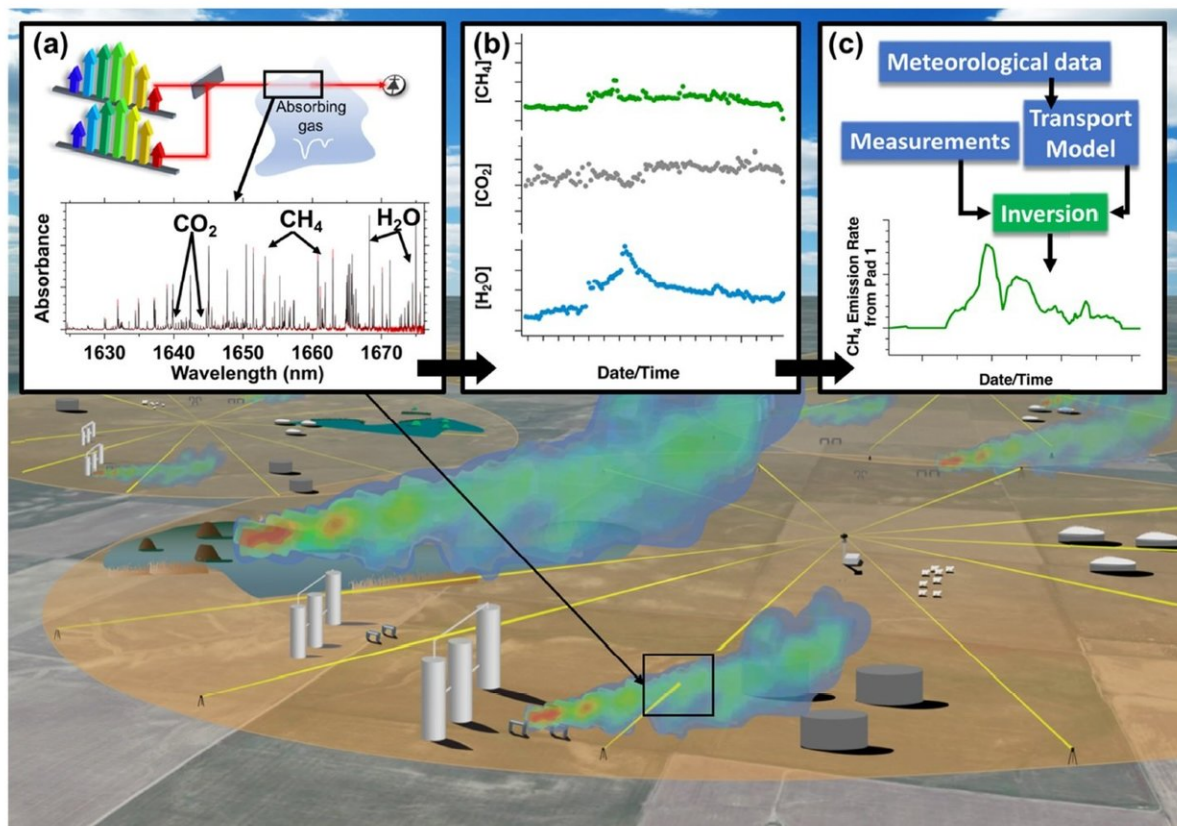 (a)
Absorbing
gas
Absorbance
CO2
CH4
H2O
1630 1640 1650 1660 1670
Wavelength (nm)
(b)
[CH4]
[CO2]
[H2O]
Date/Time
(c)
Meteorological data
Measurements
Transport
Model
Inversion
CH4 Emission Rate
from Pad 1
Date/Time